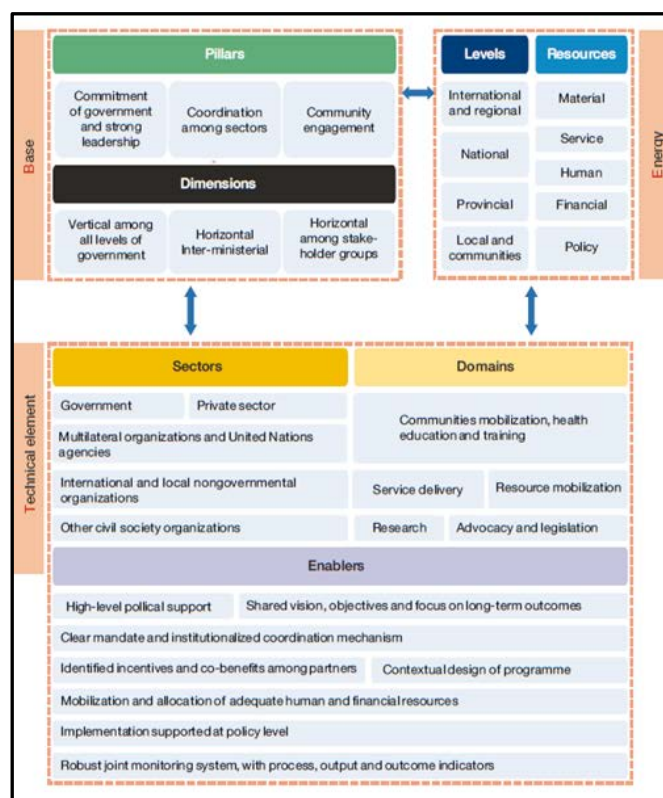 Base
Pillars
Commitment
of government
and strong
leadership
Coordination
among sectors
Community
engagement
Dimensions
Vertical among
all levels of
government
Horizontal
Inter-ministerial
Horizontal
among stake-
holder groups
Levels
International
and regional
National
Provincial
Local and
communities
Resources
Material
Service
Human
Financial
Policy
Energy
Technical element
Sectors
Government
Private sector
Multilateral organizations and United Nations
agencies
International and local nongovernmental
organizations
Other civil society organizations
Domains
Communities mobilization, health
education and training
Service delivery
Resource mobilization
Research
Advocacy and legislation
Enablers
High-level pollical support
Shared vision, objectives and focus on long-term outcomes
Clear mandate and institutionalized coordination mechanism
Identified incentives and co-benefits among partners
Contextual design of programme
Mobilization and allocation of adequate human and financial resources
Implementation supported at policy level
Robust joint monitoring system, with process, output and outcome indicators